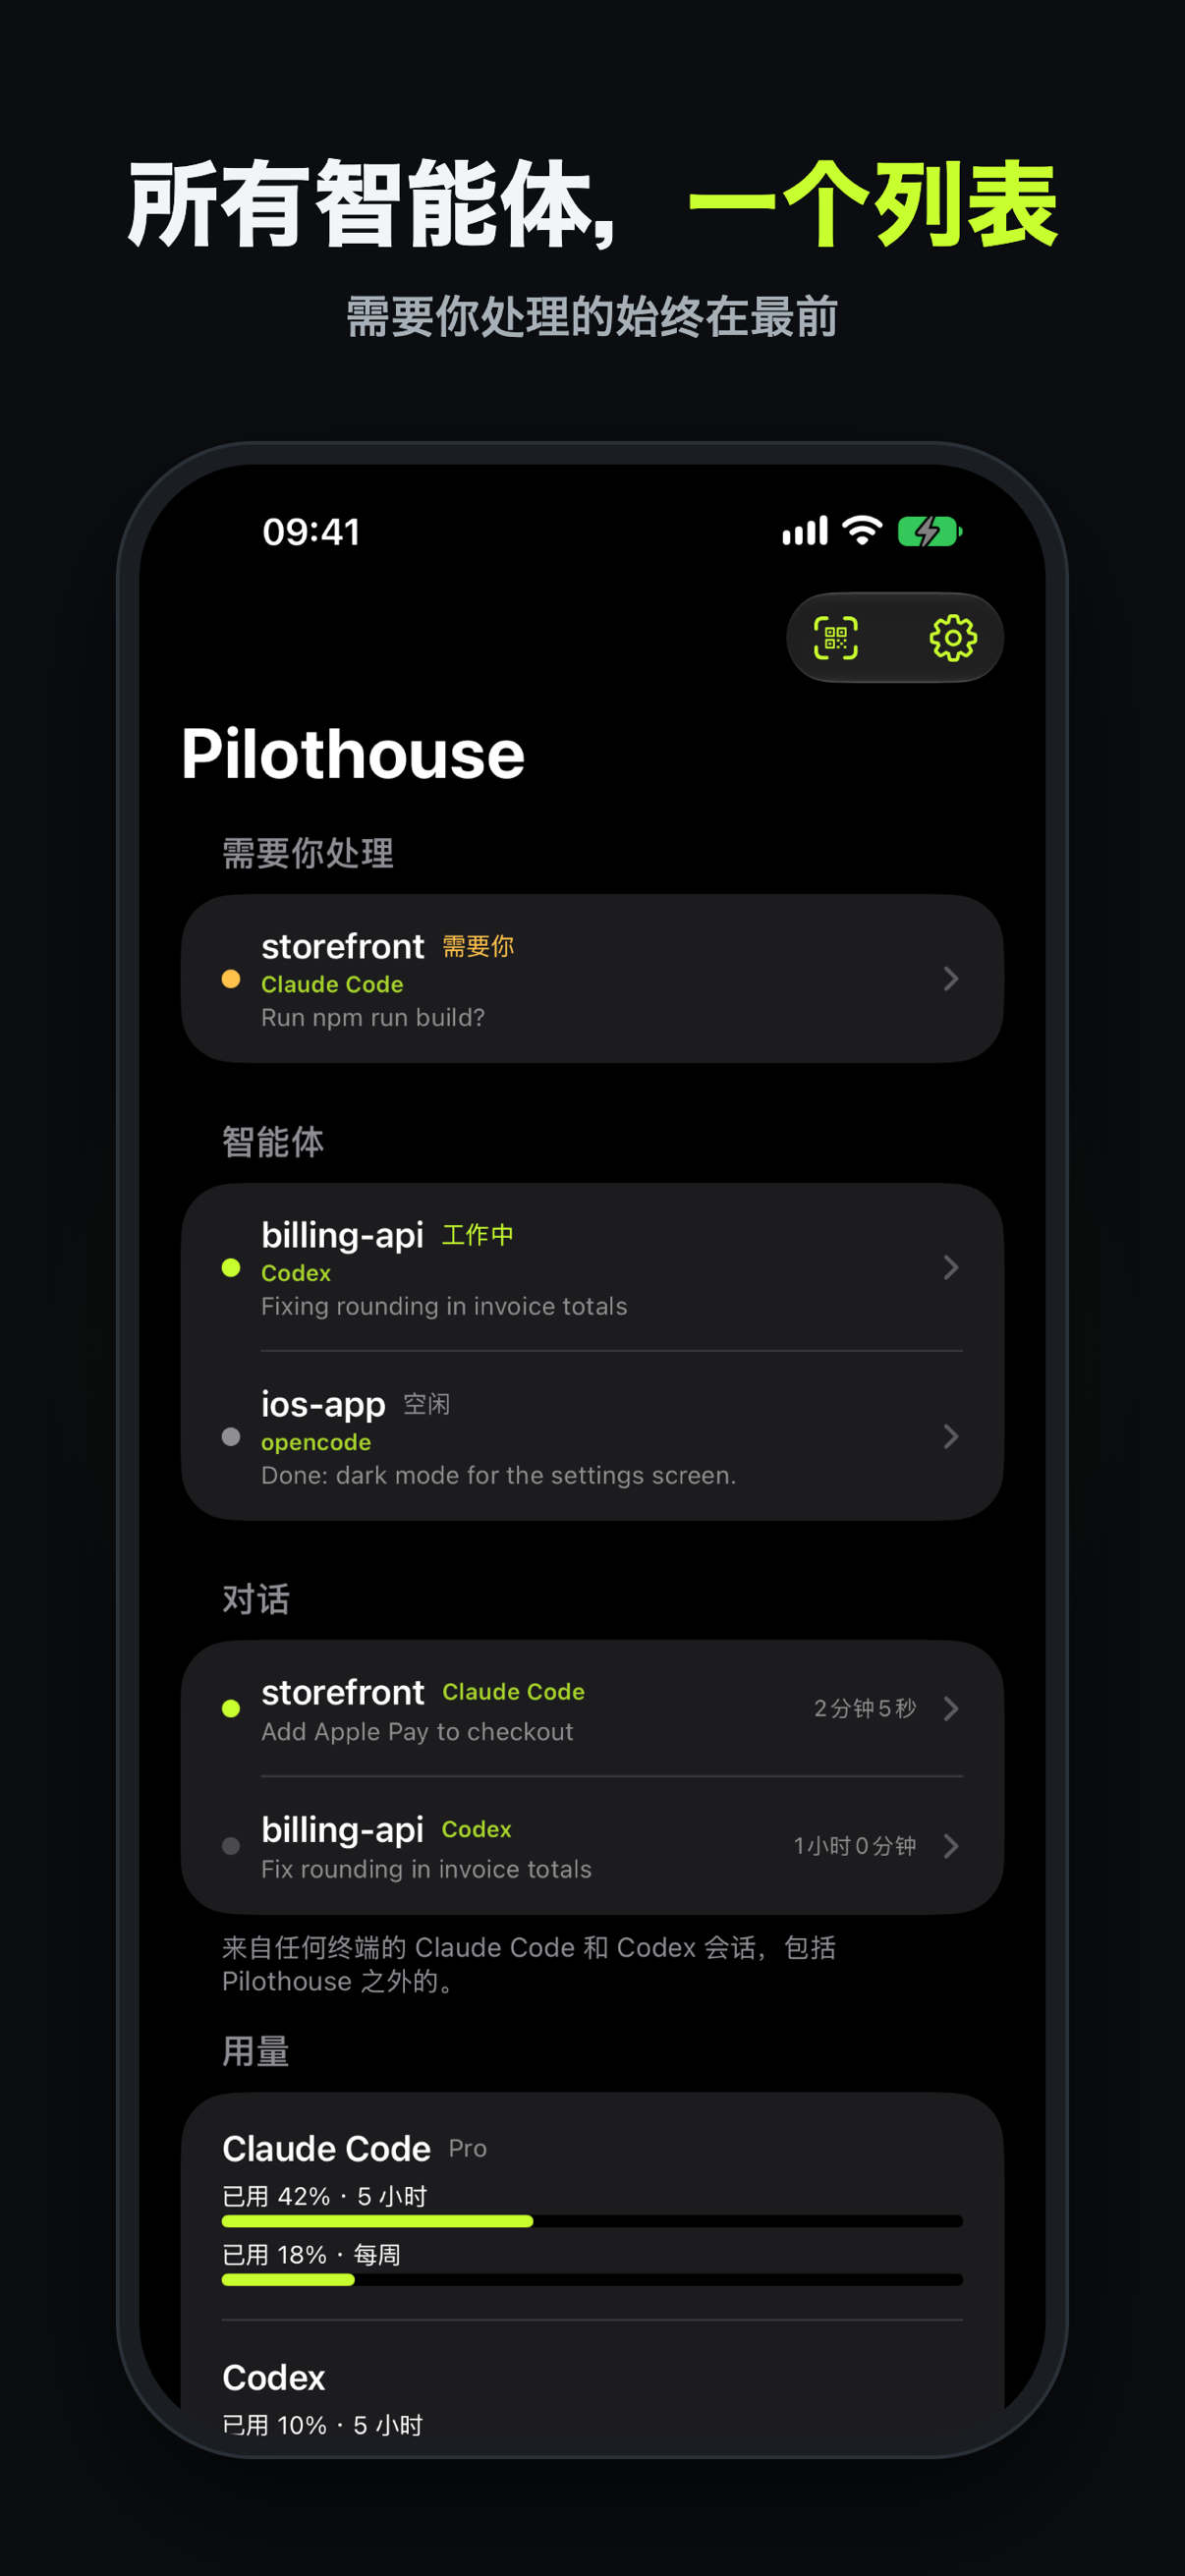 所有智能体，一个列表
需要你处理的始终在最前
09:41
Pilothouse
需要你处理
storefront 需要你
Claude Code
Run npm run build?
智能体
billing-api 工作中
Codex
Fixing rounding in invoice totals
ios-app 空闲
opencode
Done: dark mode for the settings screen.
对话
storefront Claude Code 2分钟5秒
Add Apple Pay to checkout
billing-api Codex 1小时0分钟
Fix rounding in invoice totals
来自任何终端的 Claude Code 和 Codex 会话，包括
Pilothouse 之外的。
用量
Claude Code Pro
已用 42% · 5 小时
已用 18% · 每周
Codex
已用 10% · 5 小时